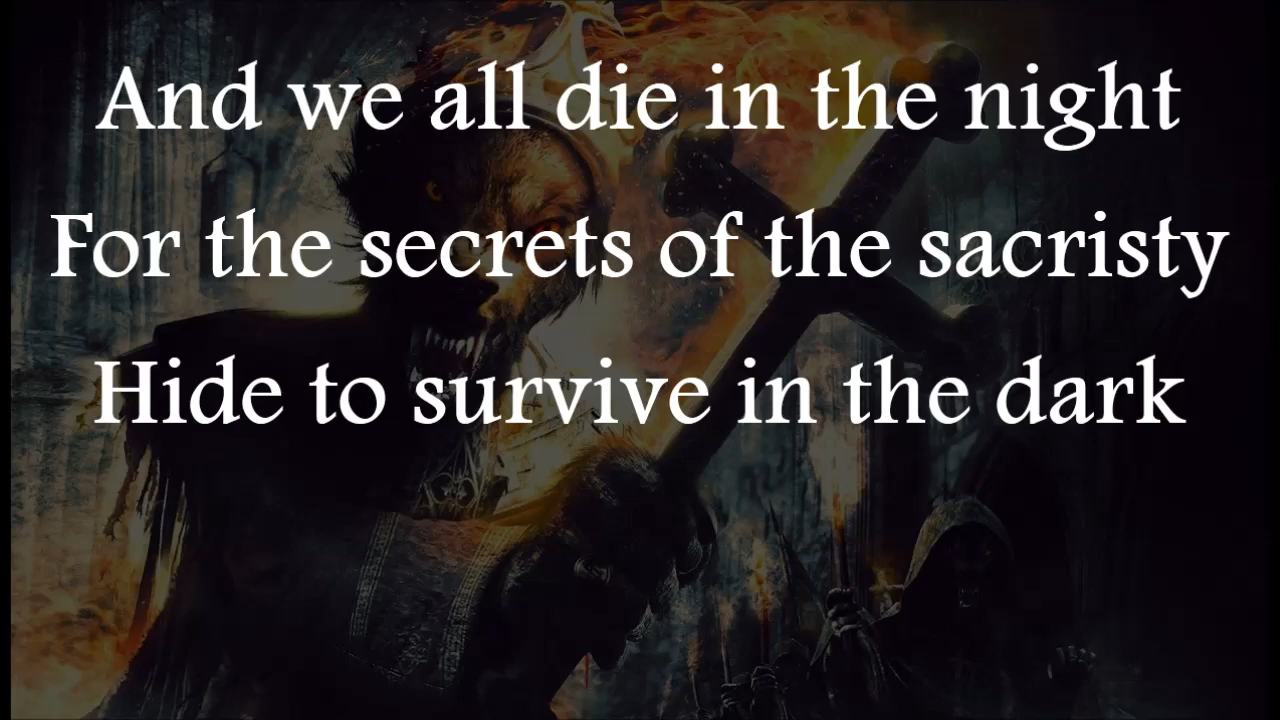 And we all die in the night
For the secrets of the sacristy
Hide to survive in the dark